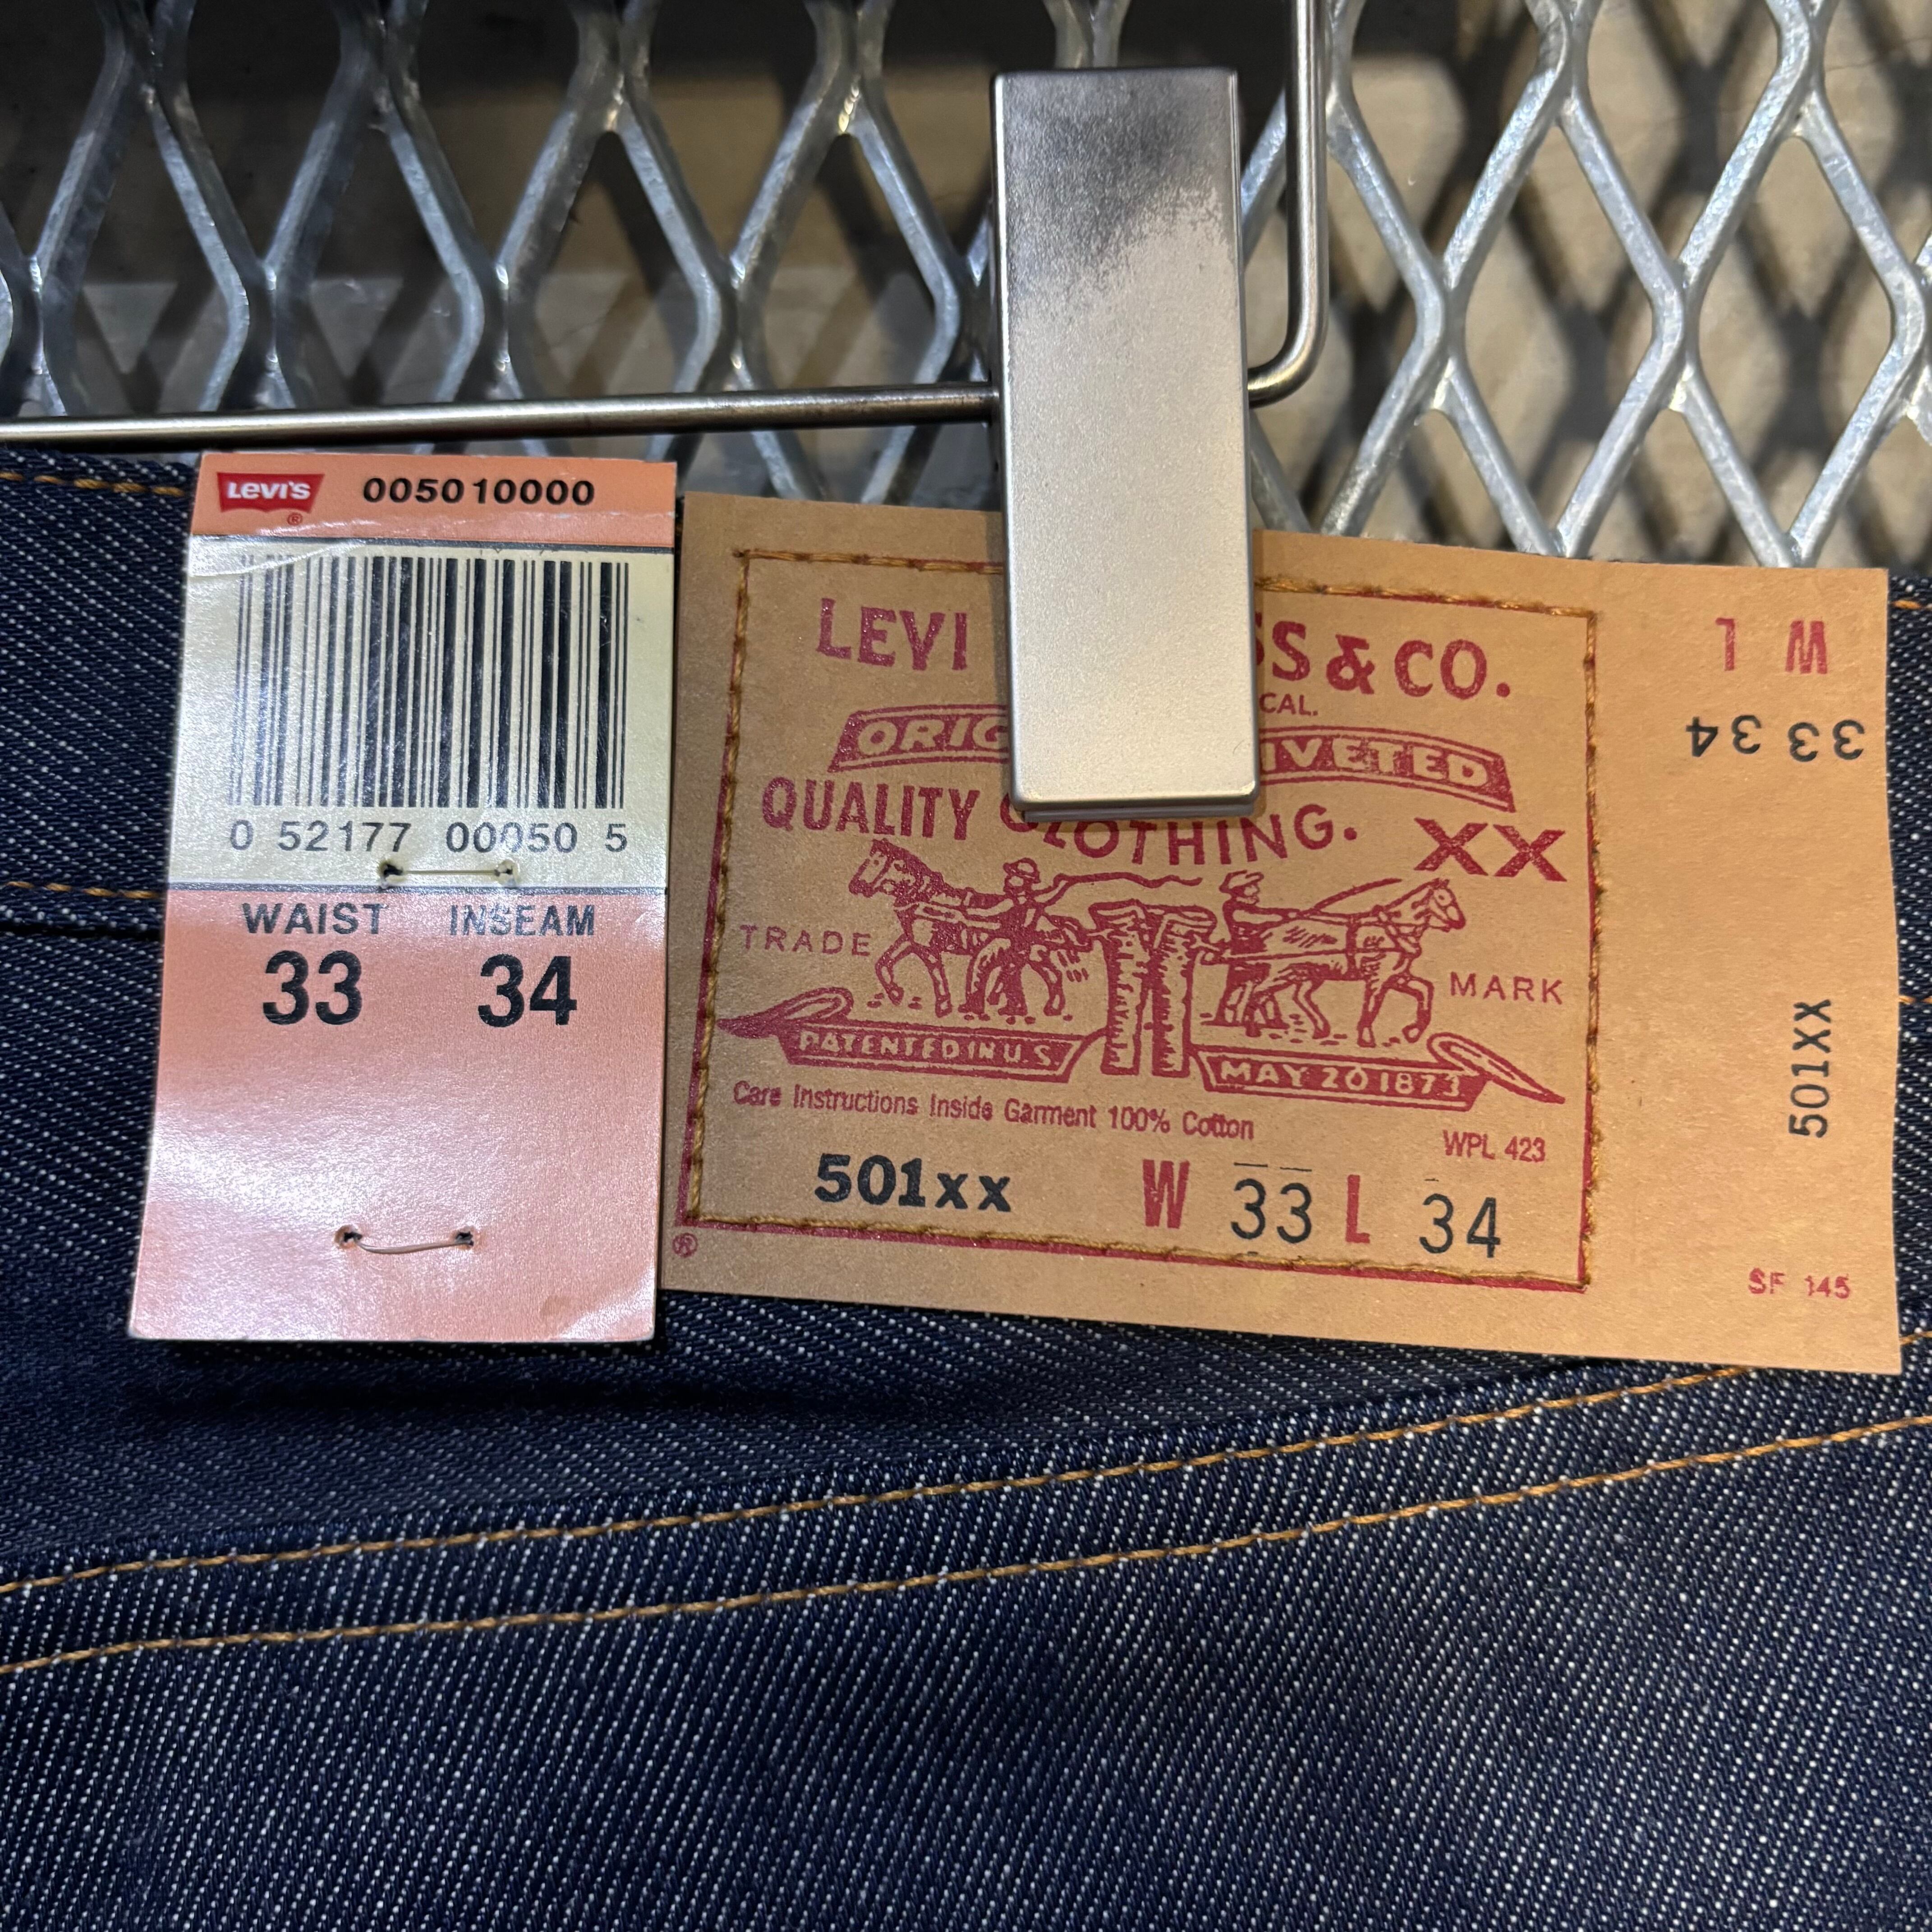 LEVI'S
®
005010000
0 52177 00050 5
WAIST INSEAM
33 34
LEVI SS & CO.
CAL.
ORIG IVETED
QUALITY CLOTHING.
XX
TRADE MARK
PATENTED IN U.S.
MAY 20 1873
Care Instructions Inside Garment 100% Cotton
WPL 423
501xx W 33 L 34
®
W L
33 34
501XX
SF 145